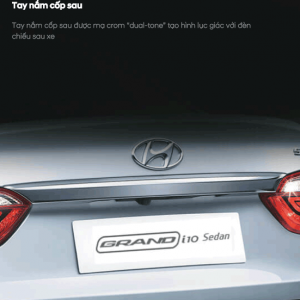 Tay nắm cốp sau
Tay nắm cốp sau được mạ crom "dual-tone" tạo hình lục giác với đèn
chiếu sau xe
GRAND i10 Sedan